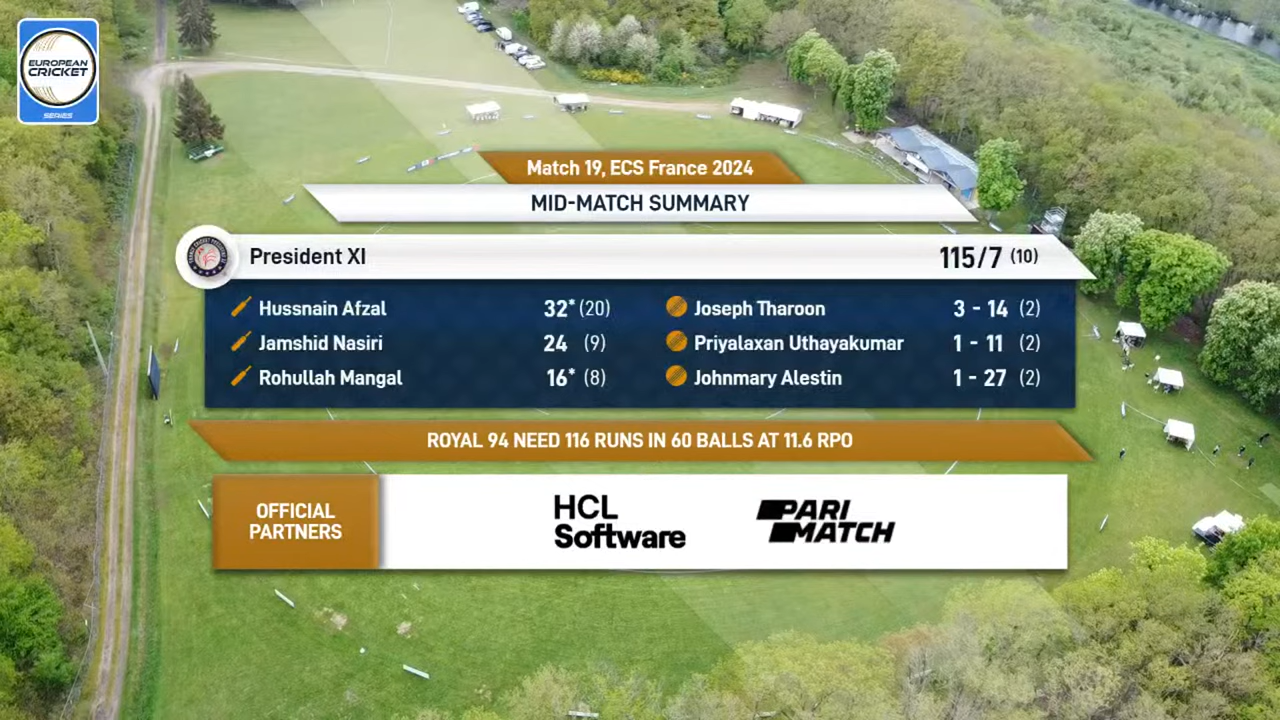 EUROPEAN
CRICKET
SERIES
Match 19, ECS France 2024
MID-MATCH SUMMARY
President XI 115/7 (10)
Hussnain Afzal 32* (20) Joseph Tharoon 3 - 14 (2)
Jamshid Nasiri 24 (9) Priyalaxan Uthayakumar 1 - 11 (2)
Rohullah Mangal 16* (8) Johnmary Alestin 1 - 27 (2)
ROYAL 94 NEED 116 RUNS IN 60 BALLS AT 11.6 RPO
OFFICIAL
PARTNERS
HCL
Software
PARI
MATCH